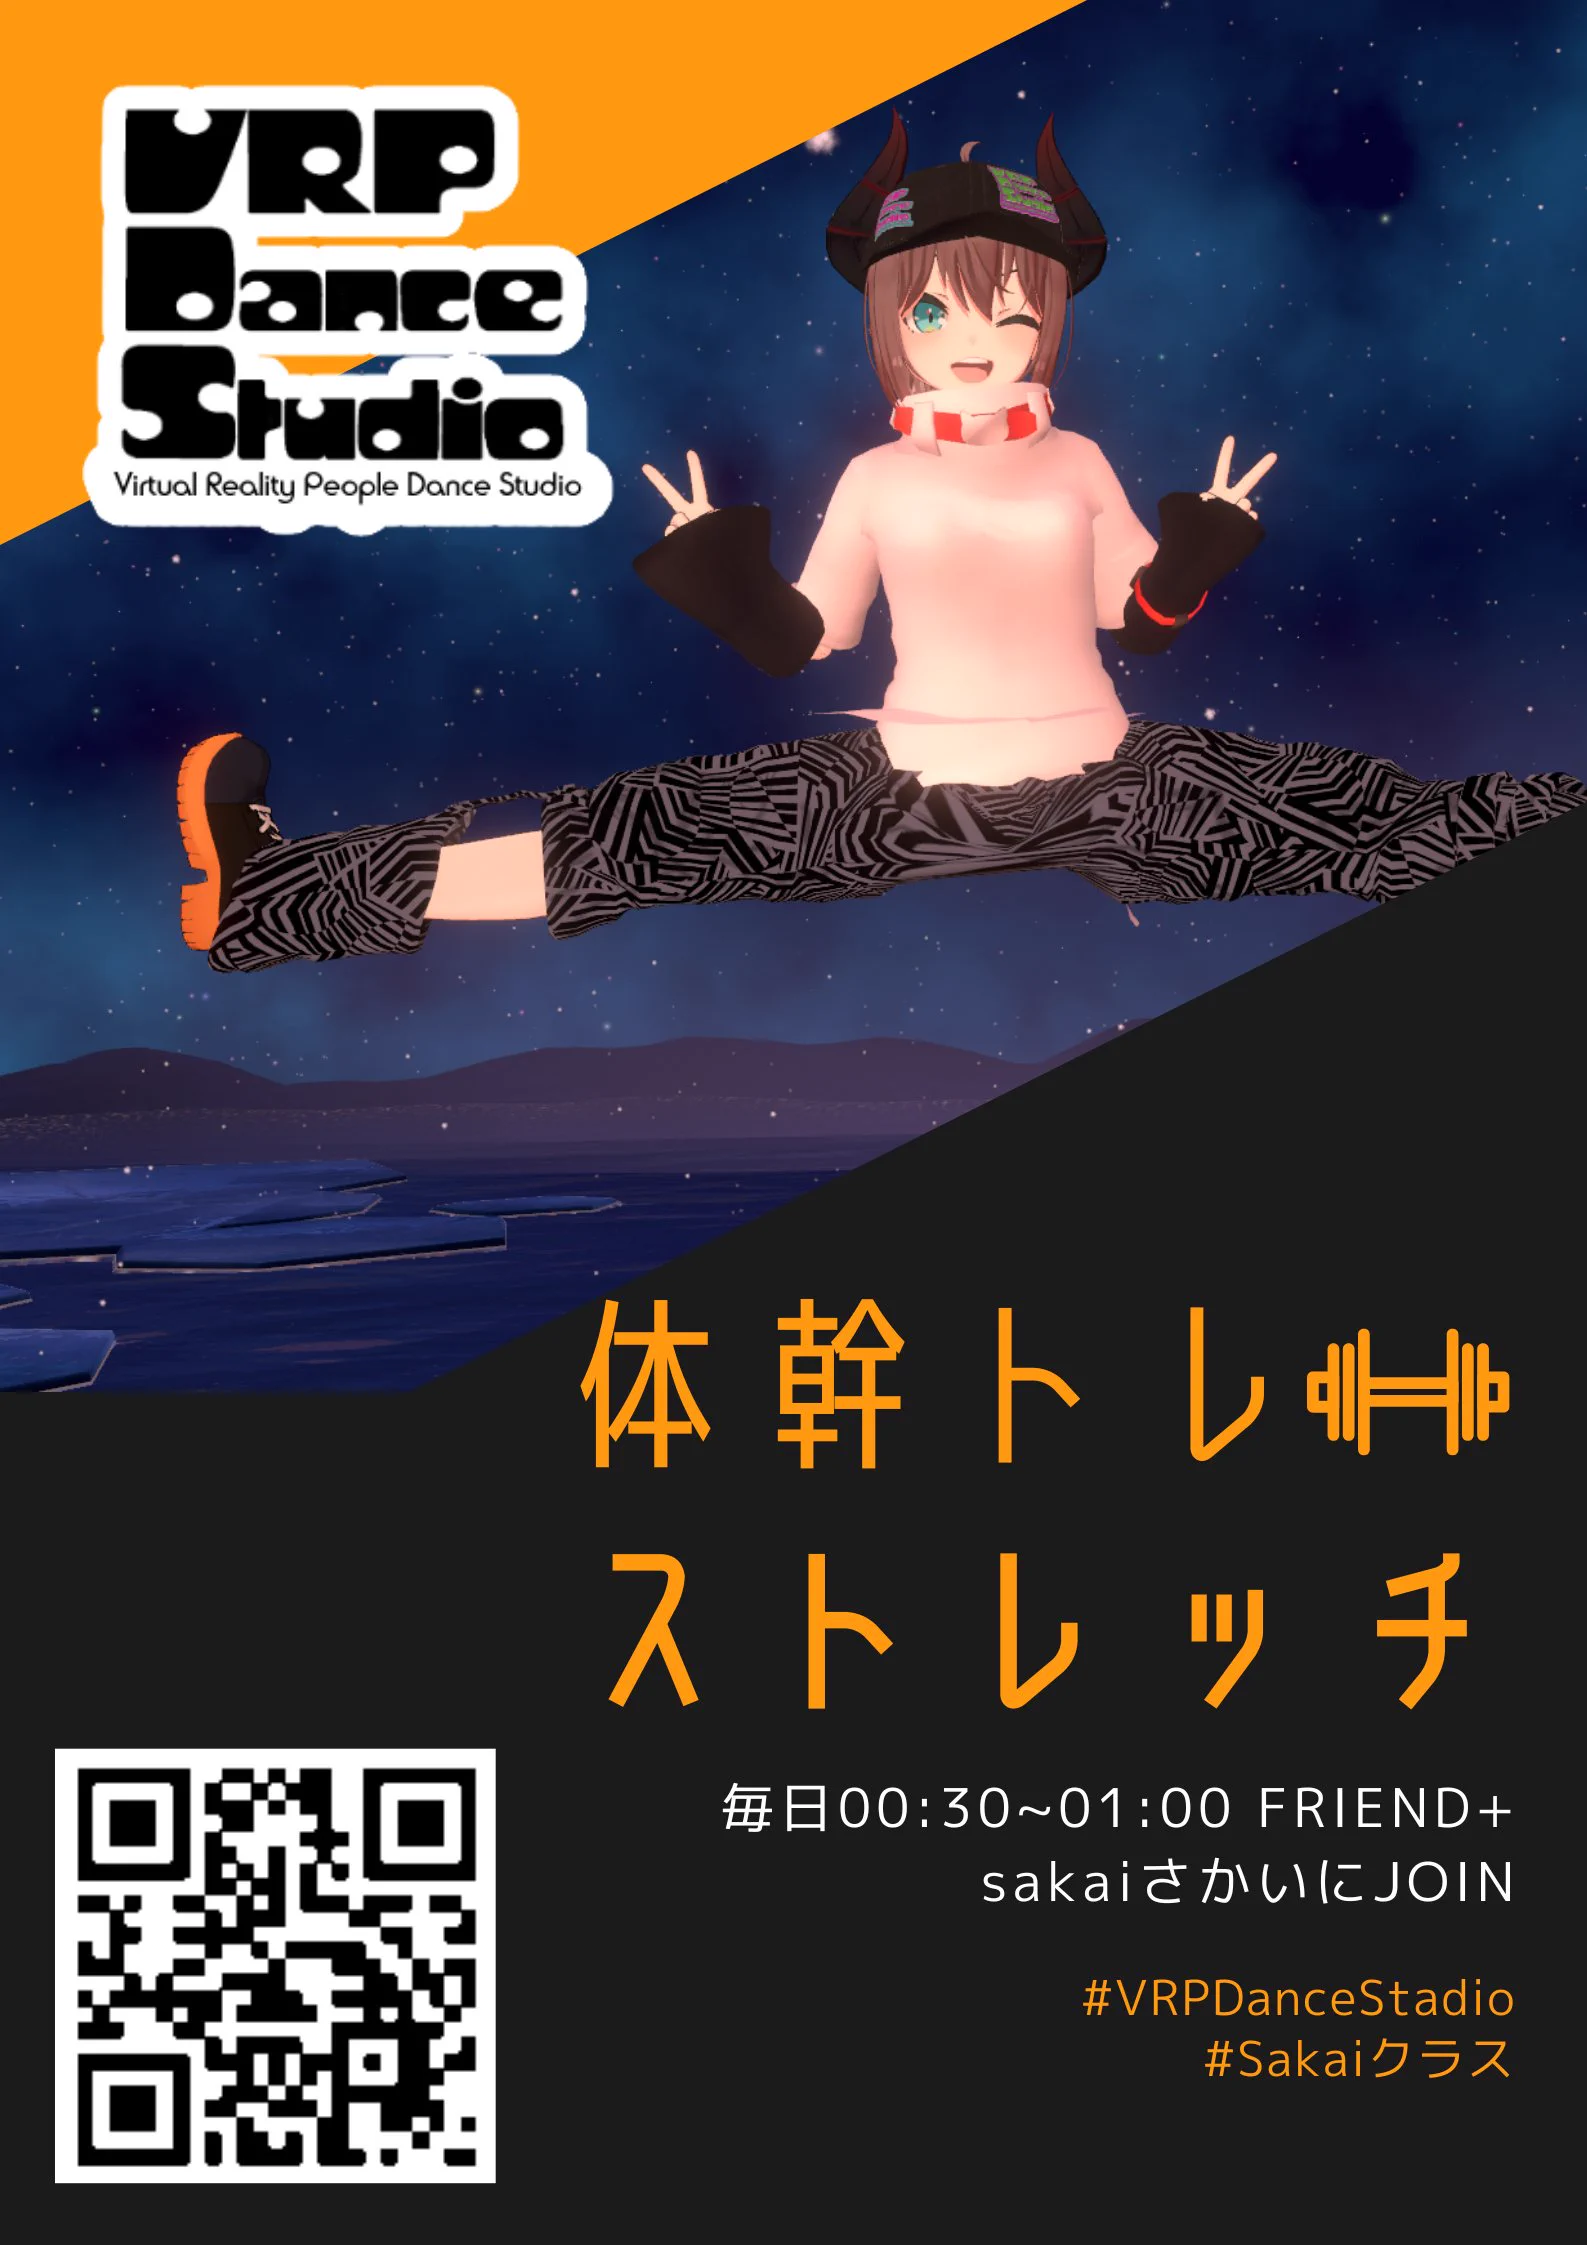 VRP
Dance
Studio
Virtual Reality People Dance Studio
体幹トレ
ストレッチ
毎日00:30~01:00 FRIEND+
sakaiさかいにJOIN
#VRPDanceStadio
#Sakaiクラス